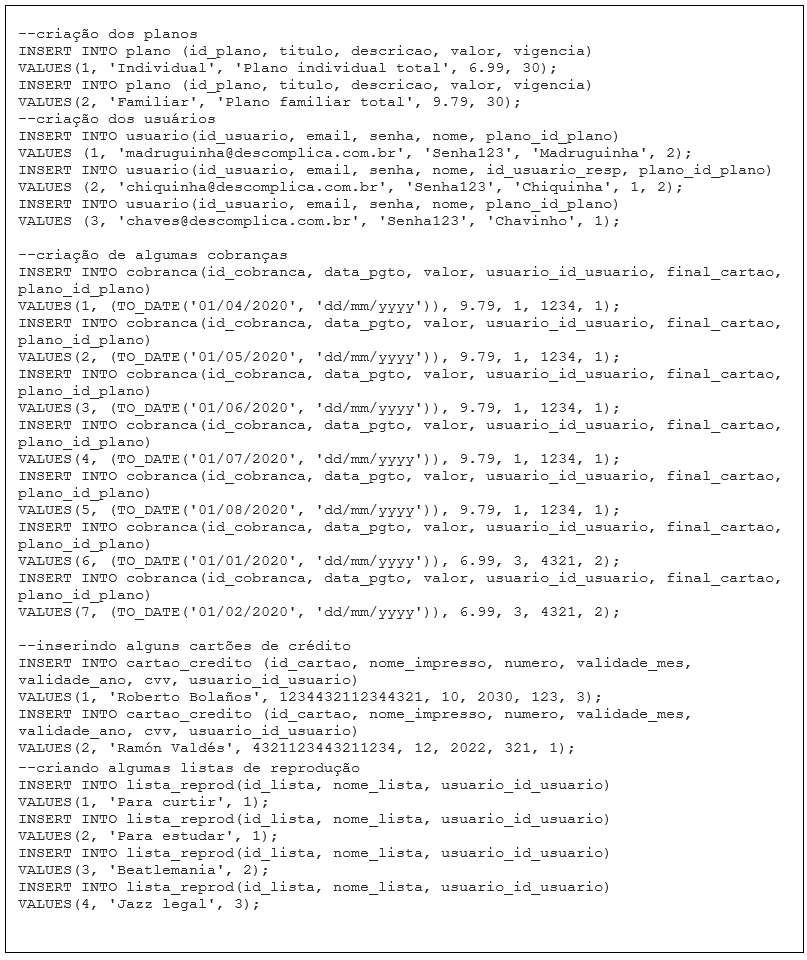 --criação dos planos
INSERT INTO plano (id_plano, titulo, descricao, valor, vigencia)
VALUES(1, 'Individual', 'Plano individual total', 6.99, 30);
INSERT INTO plano (id_plano, titulo, descricao, valor, vigencia)
VALUES(2, 'Familiar', 'Plano familiar total', 9.79, 30);
--criação dos usuários
INSERT INTO usuario(id_usuario, email, senha, nome, plano_id_plano)
VALUES (1, 'madruguinha@descomplica.com.br', 'Senha123', 'Madruguinha', 2);
INSERT INTO usuario(id_usuario, email, senha, nome, id_usuario_resp, plano_id_plano)
VALUES (2, 'chiquinha@descomplica.com.br', 'Senha123', 'Chiquinha', 1, 2);
INSERT INTO usuario(id_usuario, email, senha, nome, plano_id_plano)
VALUES (3, 'chaves@descomplica.com.br', 'Senha123', 'Chavinho', 1);
--criação de algumas cobranças
INSERT INTO cobranca(id_cobranca, data_pgto, valor, usuario_id_usuario, final_cartao,
plano_id_plano)
VALUES(1, (TO_DATE('01/04/2020', 'dd/mm/yyyy')), 9.79, 1, 1234, 1);
INSERT INTO cobranca(id_cobranca, data_pgto, valor, usuario_id_usuario, final_cartao,
plano_id_plano)
VALUES(2, (TO_DATE('01/05/2020', 'dd/mm/yyyy')), 9.79, 1, 1234, 1);
INSERT INTO cobranca(id_cobranca, data_pgto, valor, usuario_id_usuario, final_cartao,
plano_id_plano)
VALUES(3, (TO_DATE('01/06/2020', 'dd/mm/yyyy')), 9.79, 1, 1234, 1);
INSERT INTO cobranca(id_cobranca, data_pgto, valor, usuario_id_usuario, final_cartao,
plano_id_plano)
VALUES(4, (TO_DATE('01/07/2020', 'dd/mm/yyyy')), 9.79, 1, 1234, 1);
INSERT INTO cobranca(id_cobranca, data_pgto, valor, usuario_id_usuario, final_cartao,
plano_id_plano)
VALUES(5, (TO_DATE('01/08/2020', 'dd/mm/yyyy')), 9.79, 1, 1234, 1);
INSERT INTO cobranca(id_cobranca, data_pgto, valor, usuario_id_usuario, final_cartao,
plano_id_plano)
VALUES(6, (TO_DATE('01/01/2020', 'dd/mm/yyyy')), 6.99, 3, 4321, 2);
INSERT INTO cobranca(id_cobranca, data_pgto, valor, usuario_id_usuario, final_cartao,
plano_id_plano)
VALUES(7, (TO_DATE('01/02/2020', 'dd/mm/yyyy')), 6.99, 3, 4321, 2);
--inserindo alguns cartões de crédito
INSERT INTO cartao_credito (id_cartao, nome_impresso, numero, validade_mes,
validade_ano, cvv, usuario_id_usuario)
VALUES(1, 'Roberto Bolaños', 1234432112344321, 10, 2030, 123, 3);
INSERT INTO cartao_credito (id_cartao, nome_impresso, numero, validade_mes,
validade_ano, cvv, usuario_id_usuario)
VALUES(2, 'Ramón Valdés', 4321123443211234, 12, 2022, 321, 1);
--criando algumas listas de reprodução
INSERT INTO lista_reprod(id_lista, nome_lista, usuario_id_usuario)
VALUES(1, 'Para curtir', 1);
INSERT INTO lista_reprod(id_lista, nome_lista, usuario_id_usuario)
VALUES(2, 'Para estudar', 1);
INSERT INTO lista_reprod(id_lista, nome_lista, usuario_id_usuario)
VALUES(3, 'Beatlemania', 2);
INSERT INTO lista_reprod(id_lista, nome_lista, usuario_id_usuario)
VALUES(4, 'Jazz legal', 3);